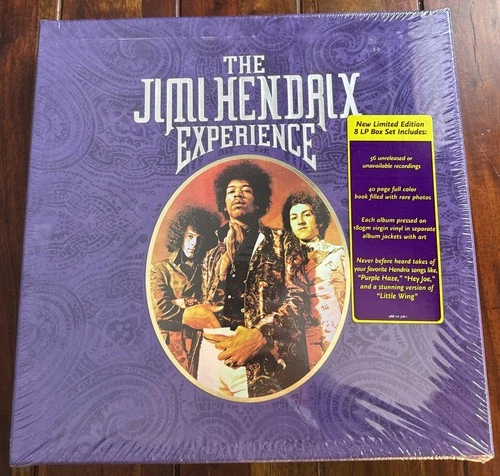 THE
JIMI HENDRIX
EXPERIENCE
New Limited Edition
8 LP Box Set Includes:
56 unreleased or
unavailable recordings
40 page full color
book filled with rare photos
Each album pressed on
180gm virgin vinyl in separate
album jackets with art
Never before heard takes of
your favorite Hendrix songs like,
"Purple Haze," "Hey Joe,"
and a stunning version of
"Little Wing"